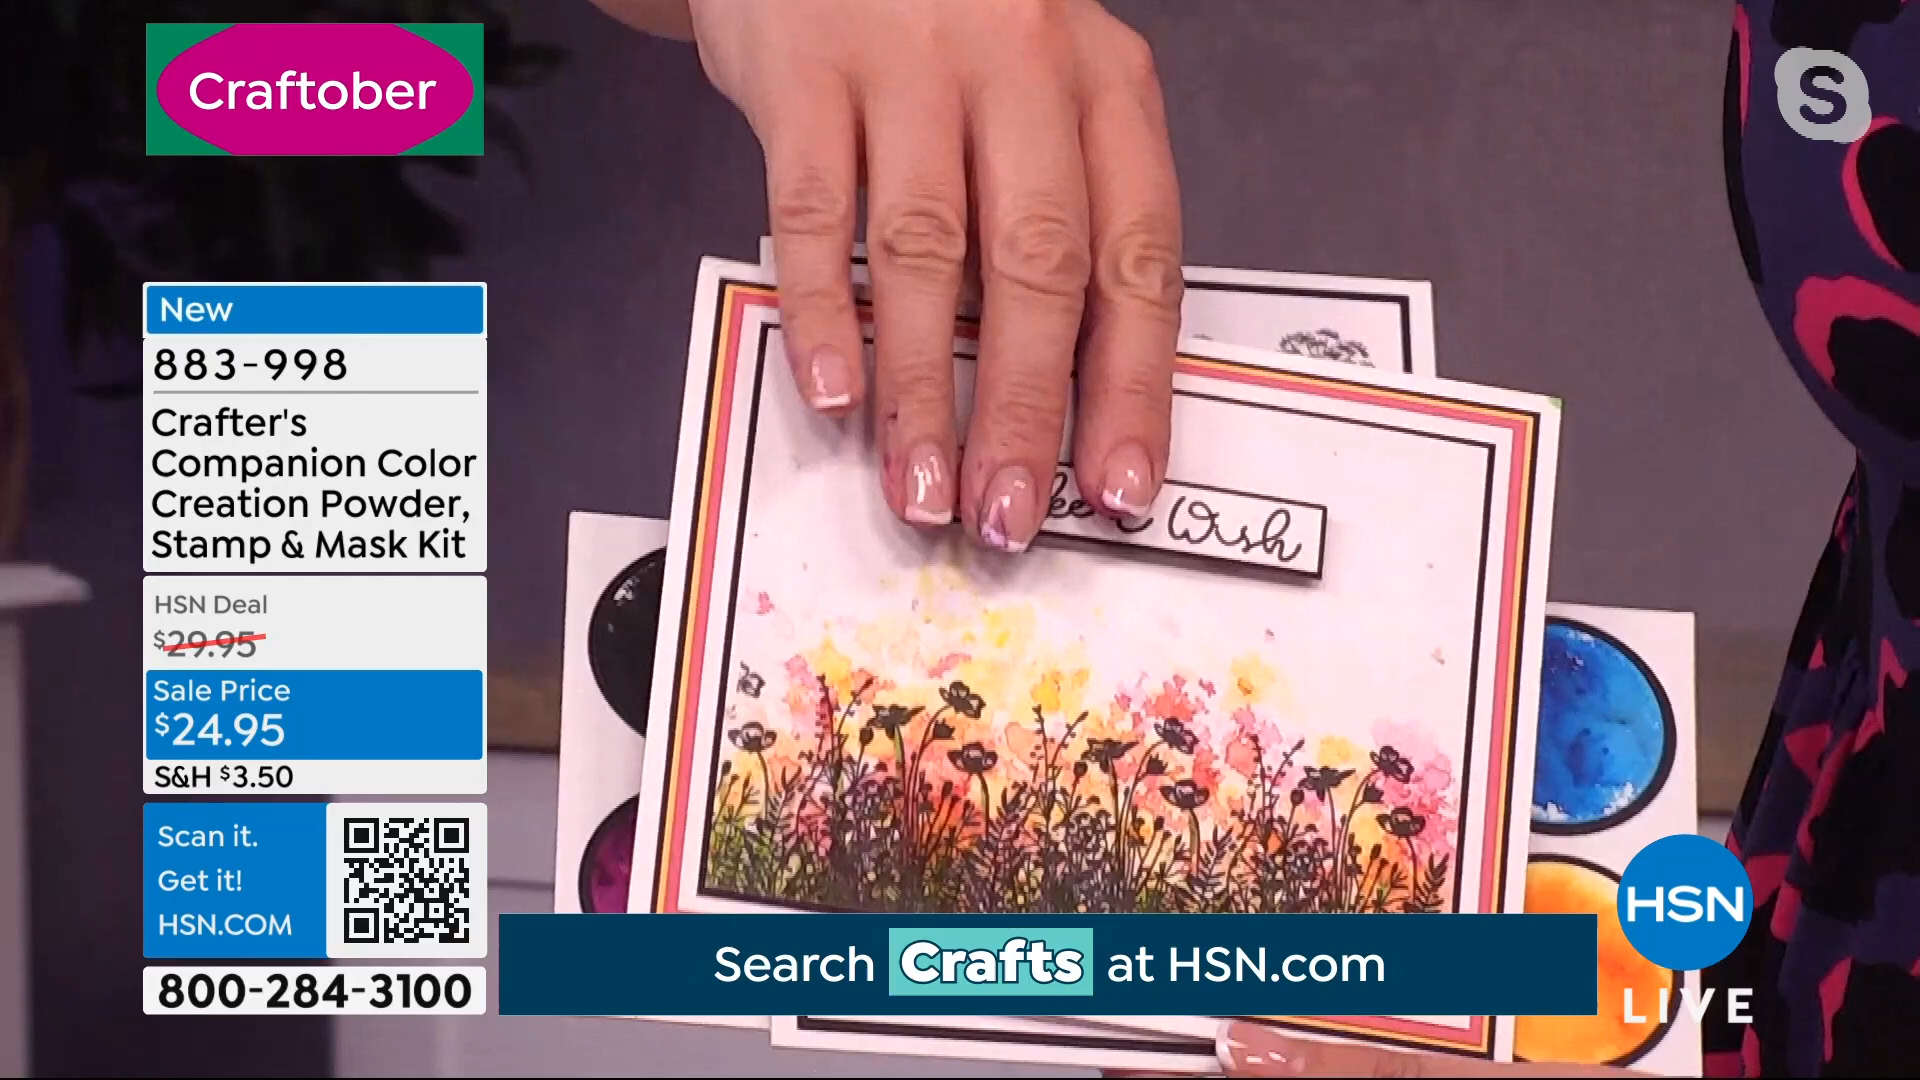 Craftober
S
New
883-998
Crafter's
Companion Color
Creation Powder,
Stamp & Mask Kit
HSN Deal
$29.95
Sale Price
$24.95
S&H $3.50
Scan it.
Get it!
HSN.COM
800-284-3100
Wish
Search Crafts at HSN.com
HSN
LIVE